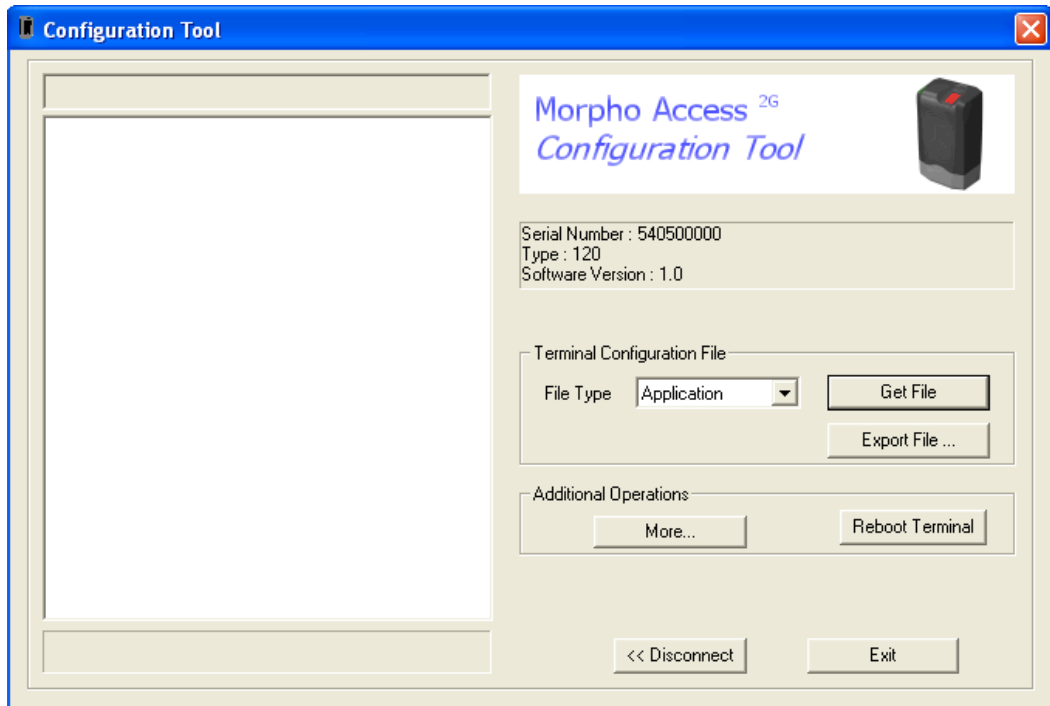 Configuration Tool
Morpho Access 2G
Configuration Tool
Serial Number : 540500000
Type : 120
Software Version : 1.0
Terminal Configuration File
File Type Application Get File
Export File ...
Additional Operations
More... Reboot Terminal
<< Disconnect Exit